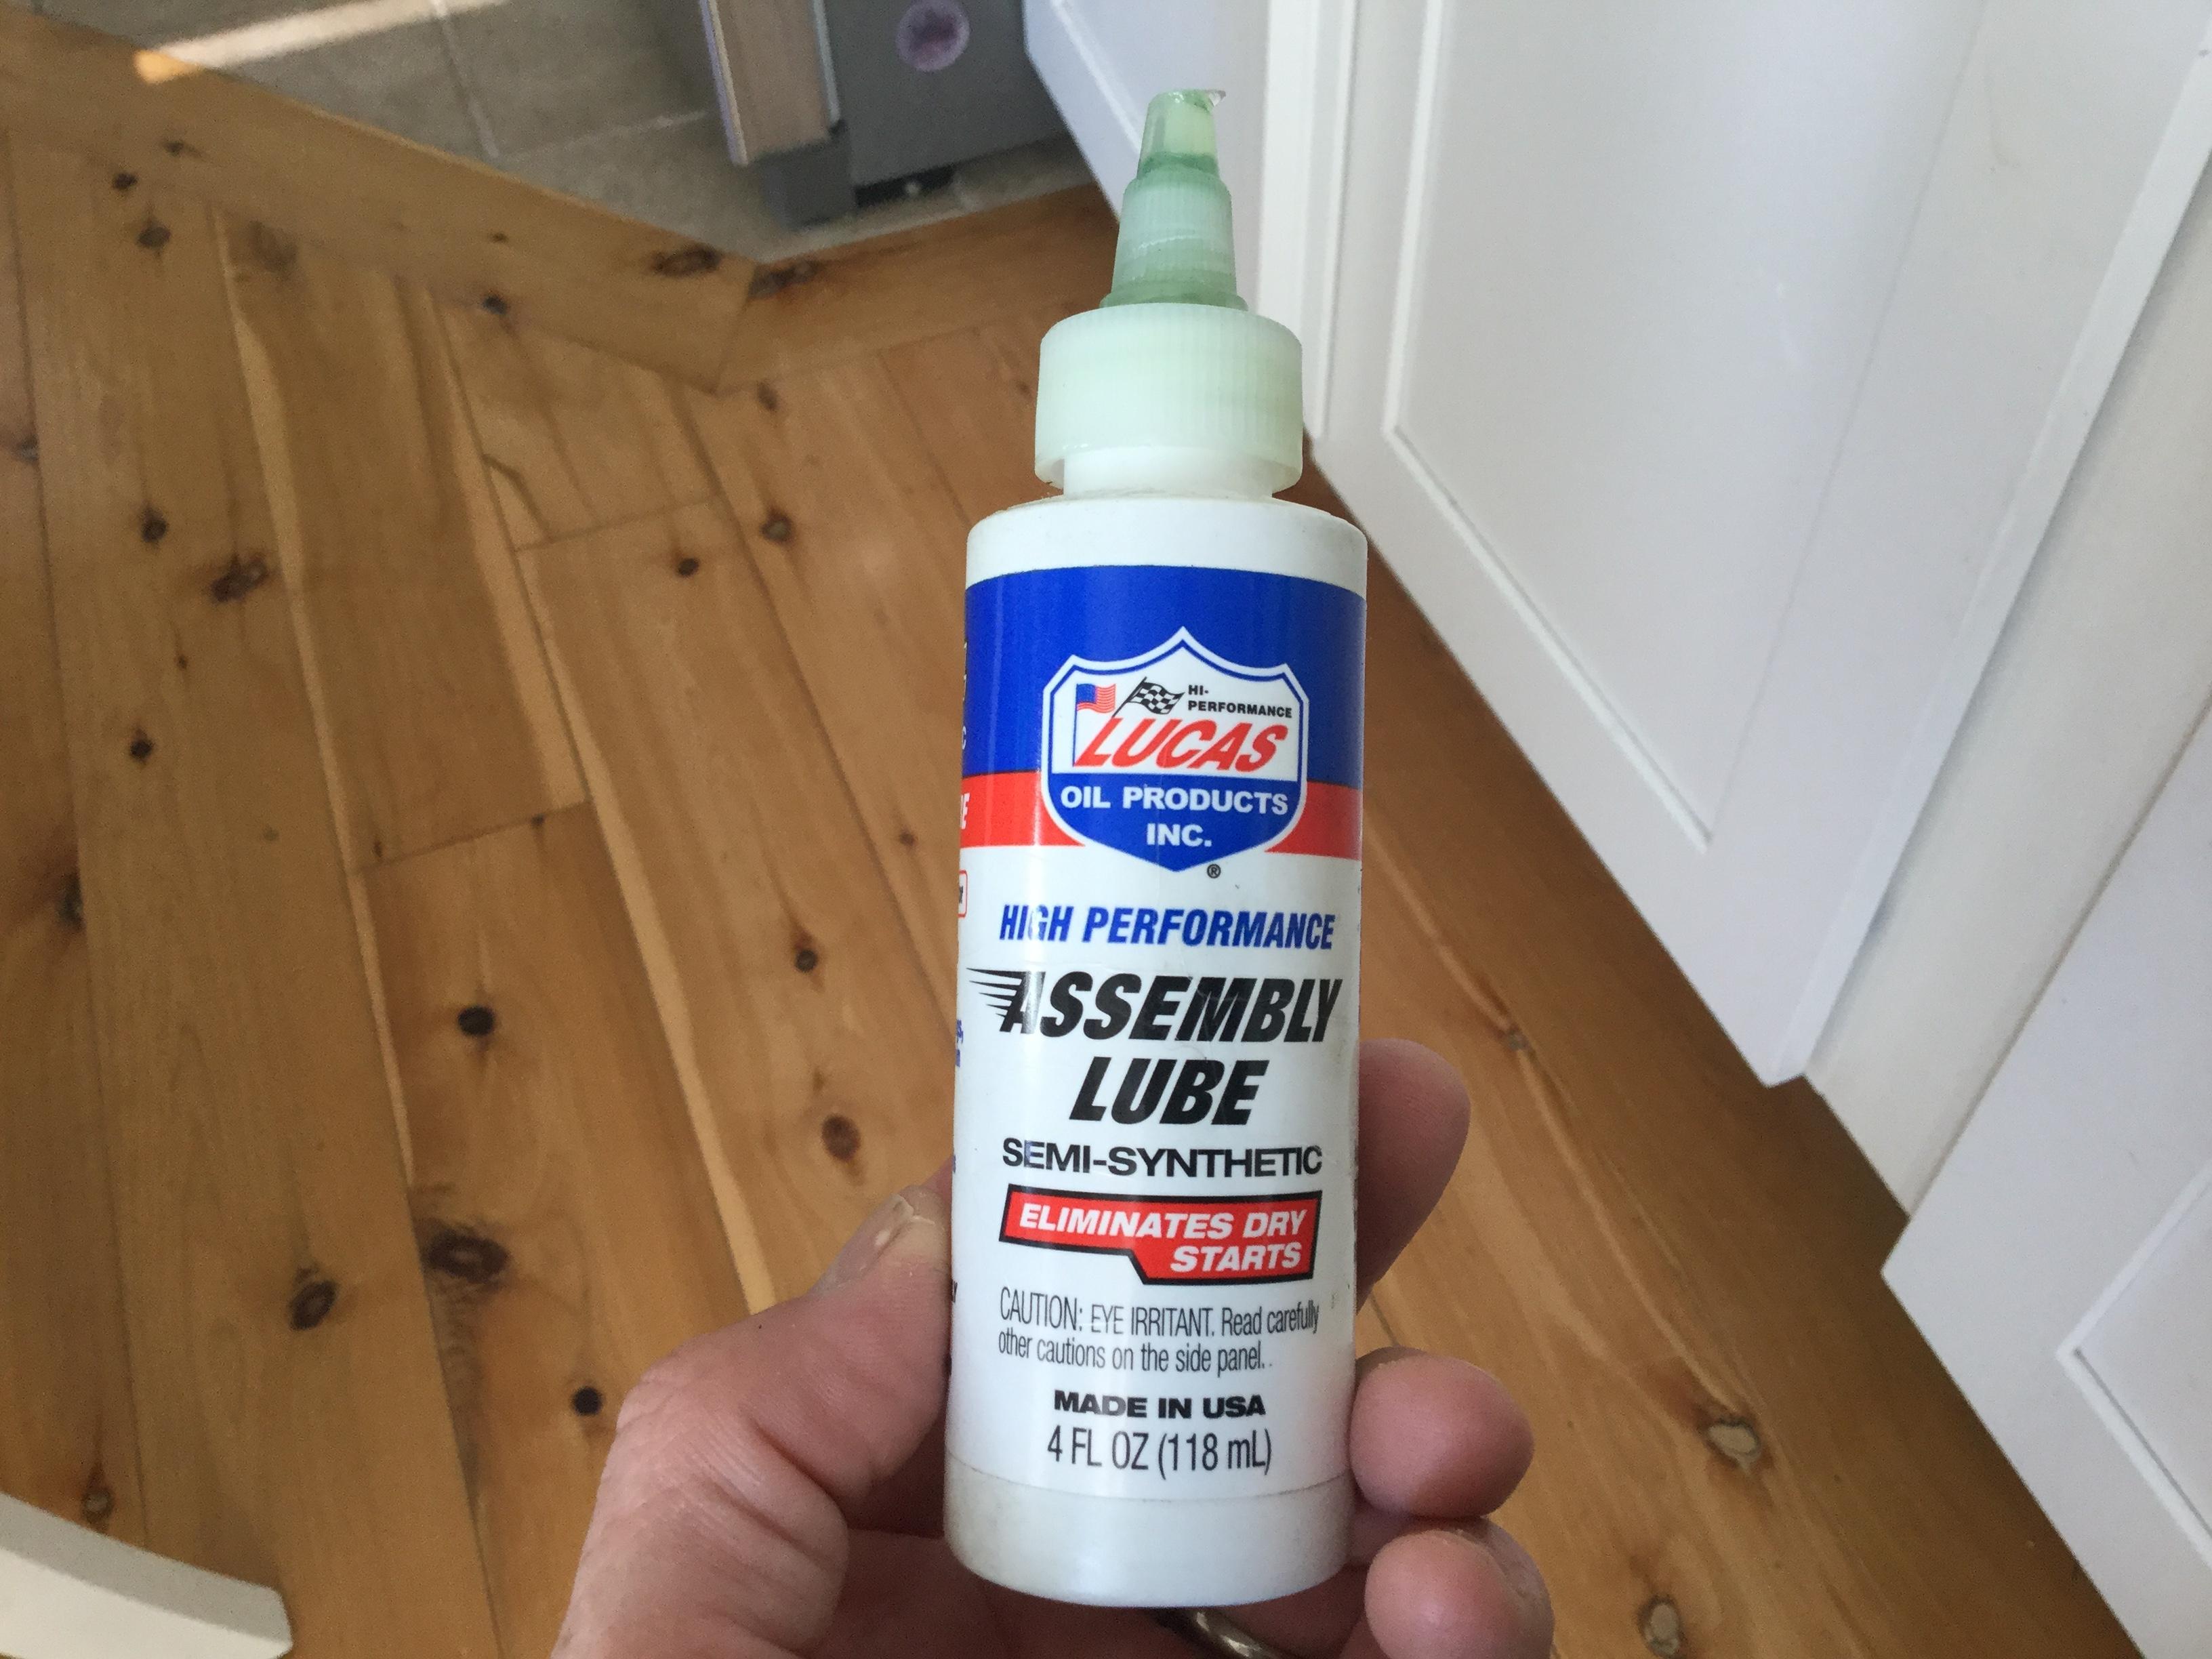 HI-
PERFORMANCE
LUCAS
OIL PRODUCTS
INC.
®
HIGH PERFORMANCE
ASSEMBLY
LUBE
SEMI-SYNTHETIC
ELIMINATES DRY
STARTS
CAUTION: EYE IRRITANT. Read carefully
other cautions on the side panel.
MADE IN USA
4 FL OZ (118 mL)